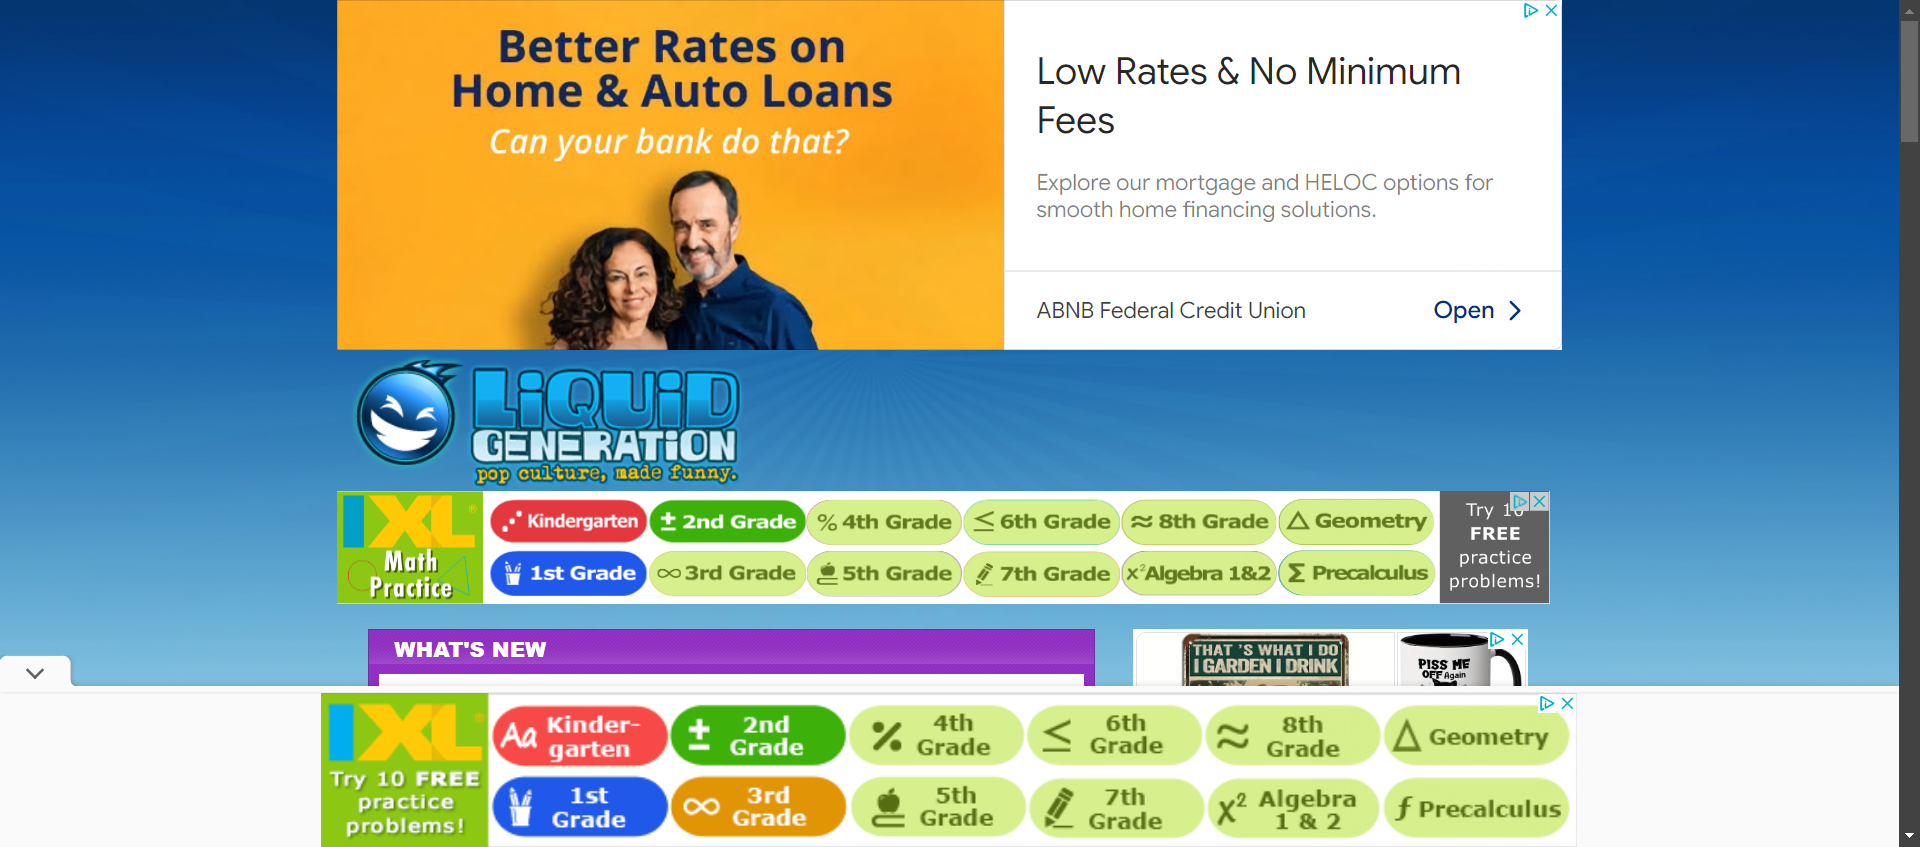 Better Rates on
Home & Auto Loans
Can your bank do that?
Low Rates & No Minimum
Fees
Explore our mortgage and HELOC options for
smooth home financing solutions.
ABNB Federal Credit Union
Open
LiQUiD
GENERATiON
pop culture, made funny.
IXL
Math
Practice
Kindergarten
± 2nd Grade
% 4th Grade
≤ 6th Grade
≈ 8th Grade
△ Geometry
1st Grade
∞ 3rd Grade
5th Grade
7th Grade
x² Algebra 1&2
Σ Precalculus
Try 10
FREE
practice
problems!
WHAT'S NEW
THAT'S WHAT I DO
I GARDEN I DRINK
PISS ME
OFF Again
IXL
Try 10 FREE
practice
problems!
Aa Kinder-
garten
± 2nd
Grade
% 4th
Grade
≤ 6th
Grade
≈ 8th
Grade
△ Geometry
1st
Grade
∞ 3rd
Grade
5th
Grade
7th
Grade
x² Algebra
1 & 2
f Precalculus